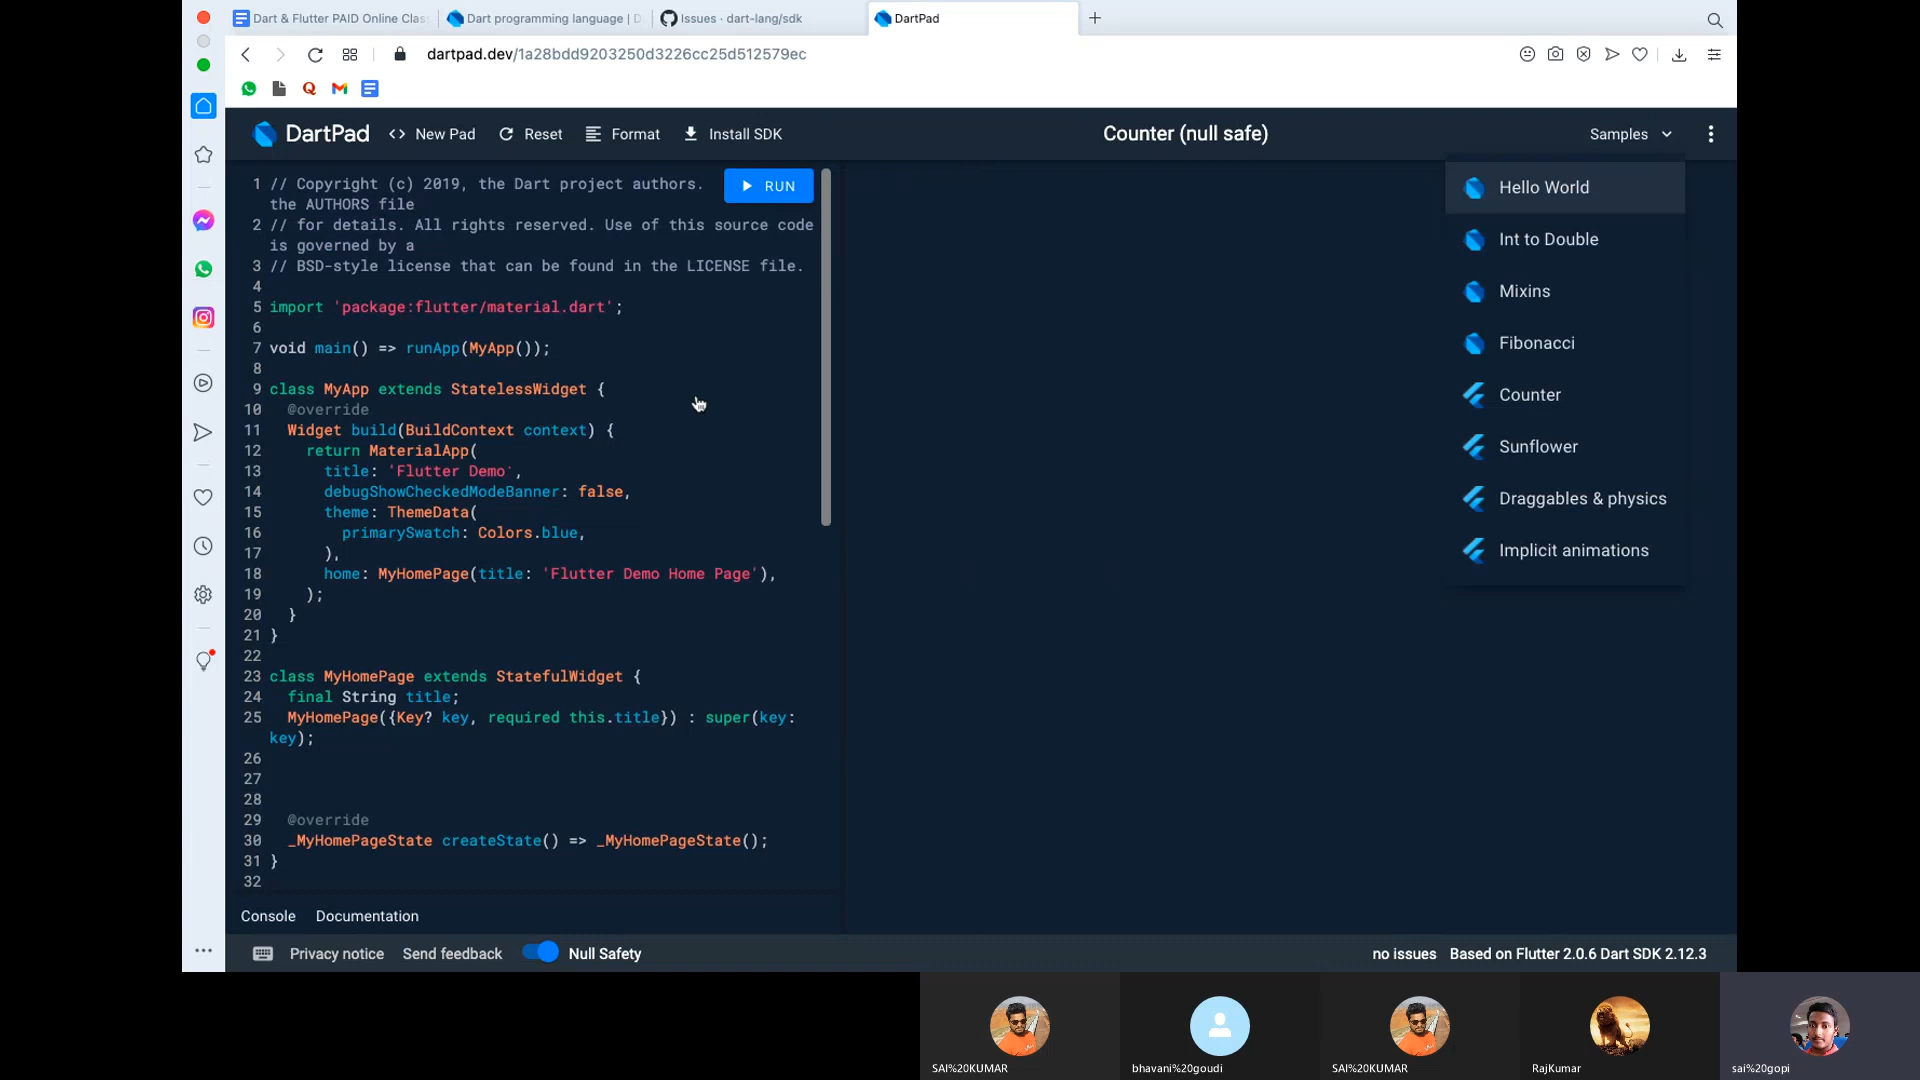 Dart & Flutter PAID Online Clas
Dart programming language | D
Issues · dart-lang/sdk
DartPad
dartpad.dev/1a28bdd9203250d3226cc25d512579ec
DartPad
New Pad
Reset
Format
Install SDK
Counter (null safe)
Samples
RUN
1 // Copyright (c) 2019, the Dart project authors.
the AUTHORS file
2 // for details. All rights reserved. Use of this source code
is governed by a
3 // BSD-style license that can be found in the LICENSE file.
4
5 import 'package:flutter/material.dart';
6
7 void main() => runApp(MyApp());
8
9 class MyApp extends StatelessWidget {
10 @override
11 Widget build(BuildContext context) {
12 return MaterialApp(
13 title: 'Flutter Demo',
14 debugShowCheckedModeBanner: false,
15 theme: ThemeData(
16 primarySwatch: Colors.blue,
17 ),
18 home: MyHomePage(title: 'Flutter Demo Home Page'),
19 );
20 }
21 }
22
23 class MyHomePage extends StatefulWidget {
24 final String title;
25 MyHomePage({Key? key, required this.title}) : super(key:
key);
26
27
28
29 @override
30 _MyHomePageState createState() => _MyHomePageState();
31 }
32
Hello World
Int to Double
Mixins
Fibonacci
Counter
Sunflower
Draggables & physics
Implicit animations
Console
Documentation
Privacy notice
Send feedback
Null Safety
no issues
Based on Flutter 2.0.6 Dart SDK 2.12.3
SAI%20KUMAR
bhavani%20goudi
SAI%20KUMAR
RajKumar
sai%20gopi